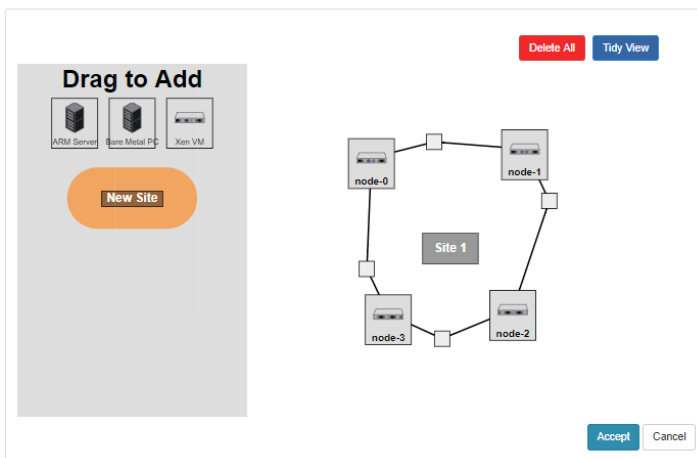 Delete All
Tidy View
Drag to Add
ARM Server
Bare Metal PC
Xen VM
New Site
node-0
node-1
Site 1
node-3
node-2
Accept
Cancel